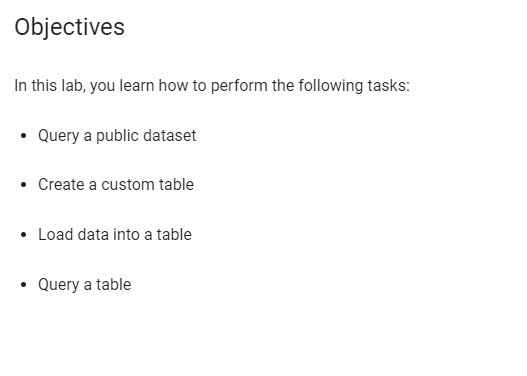 Objectives
In this lab, you learn how to perform the following tasks:
• Query a public dataset
• Create a custom table
• Load data into a table
• Query a table